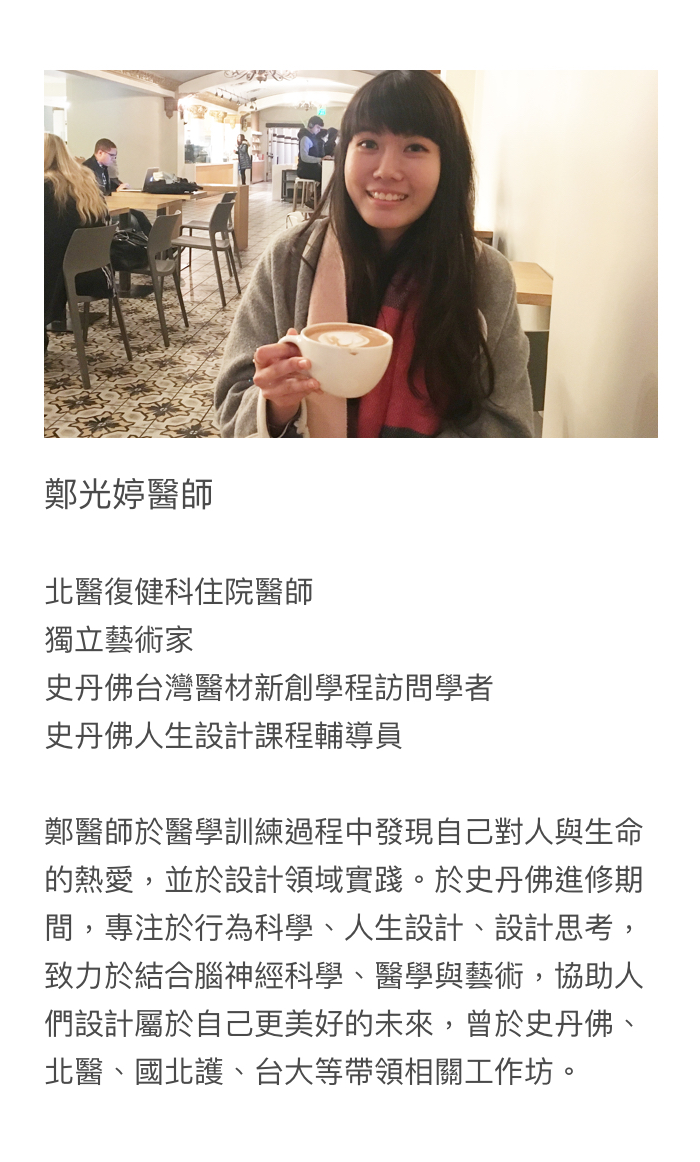 鄭光婷醫師
北醫復健科住院醫師
獨立藝術家
史丹佛台灣醫材新創學程訪問學者
史丹佛人生設計課程輔導員
鄭醫師於醫學訓練過程中發現自己對人與生命
的熱愛，並於設計領域實踐。於史丹佛進修期
間，專注於行為科學、人生設計、設計思考，
致力於結合腦神經科學、醫學與藝術，協助人
們設計屬於自己更美好的未來，曾於史丹佛、
北醫、國北護、台大等帶領相關工作坊。